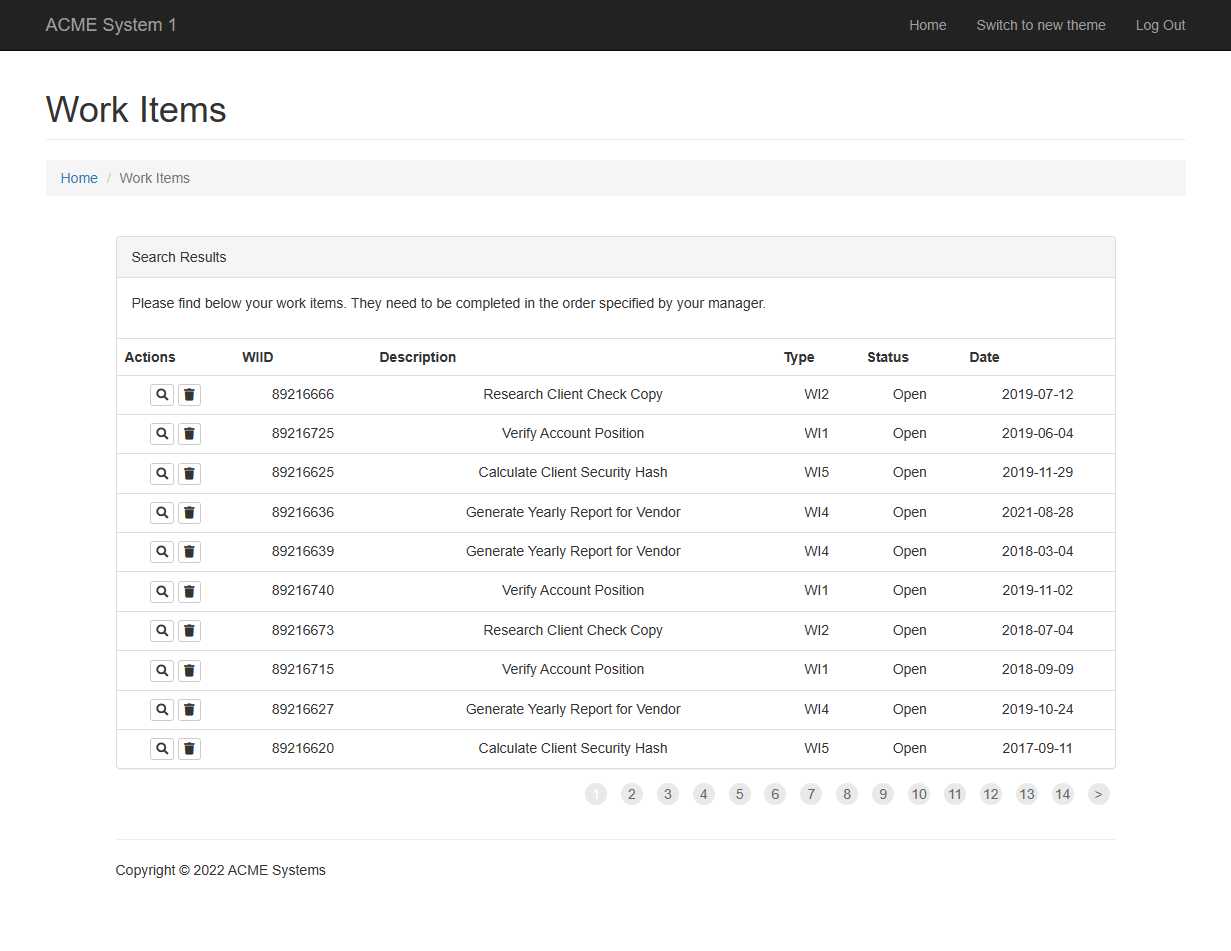 ACME System 1 Home Switch to new theme Log Out
Work Items
Home / Work Items
Search Results
Please find below your work items. They need to be completed in the order specified by your manager.
Actions WIID Description Type Status Date
89216666 Research Client Check Copy WI2 Open 2019-07-12
89216725 Verify Account Position WI1 Open 2019-06-04
89216625 Calculate Client Security Hash WI5 Open 2019-11-29
89216636 Generate Yearly Report for Vendor WI4 Open 2021-08-28
89216639 Generate Yearly Report for Vendor WI4 Open 2018-03-04
89216740 Verify Account Position WI1 Open 2019-11-02
89216673 Research Client Check Copy WI2 Open 2018-07-04
89216715 Verify Account Position WI1 Open 2018-09-09
89216627 Generate Yearly Report for Vendor WI4 Open 2019-10-24
89216620 Calculate Client Security Hash WI5 Open 2017-09-11
1 2 3 4 5 6 7 8 9 10 11 12 13 14 >
Copyright © 2022 ACME Systems